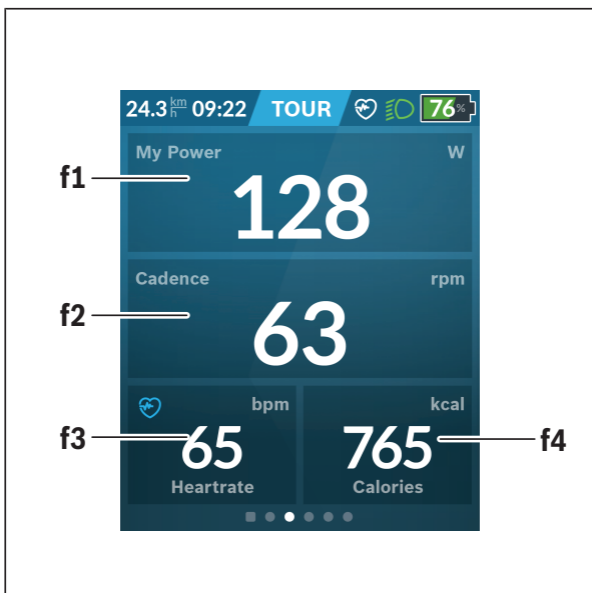 24.3 km/h 09:22 TOUR 76%
My Power W
f1
128
Cadence rpm
f2
63
bpm kcal
f3 65 765 f4
Heartrate Calories